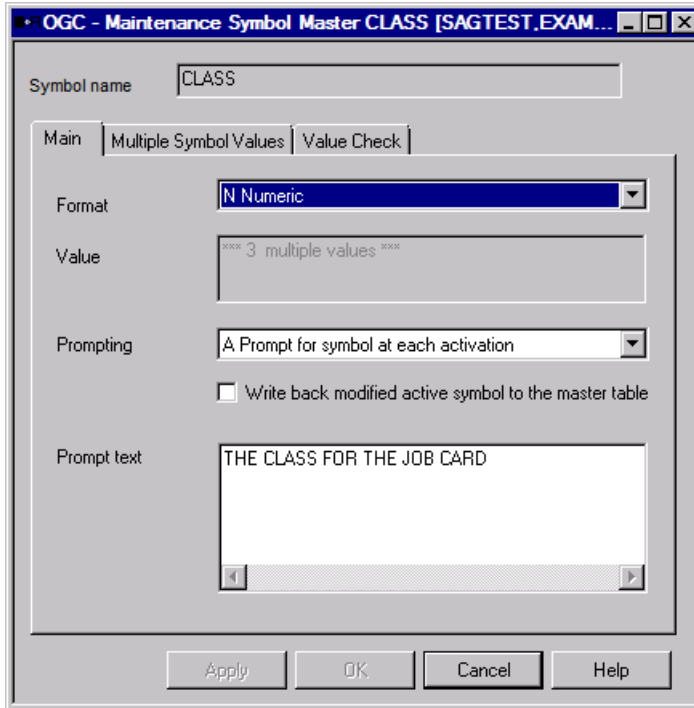 OGC - Maintenance Symbol Master CLASS [SAGTEST,EXAM...
Symbol name CLASS
Main Multiple Symbol Values Value Check
Format N Numeric
Value *** 3 multiple values ***
Prompting A Prompt for symbol at each activation
Write back modified active symbol to the master table
Prompt text THE CLASS FOR THE JOB CARD
Apply OK Cancel Help